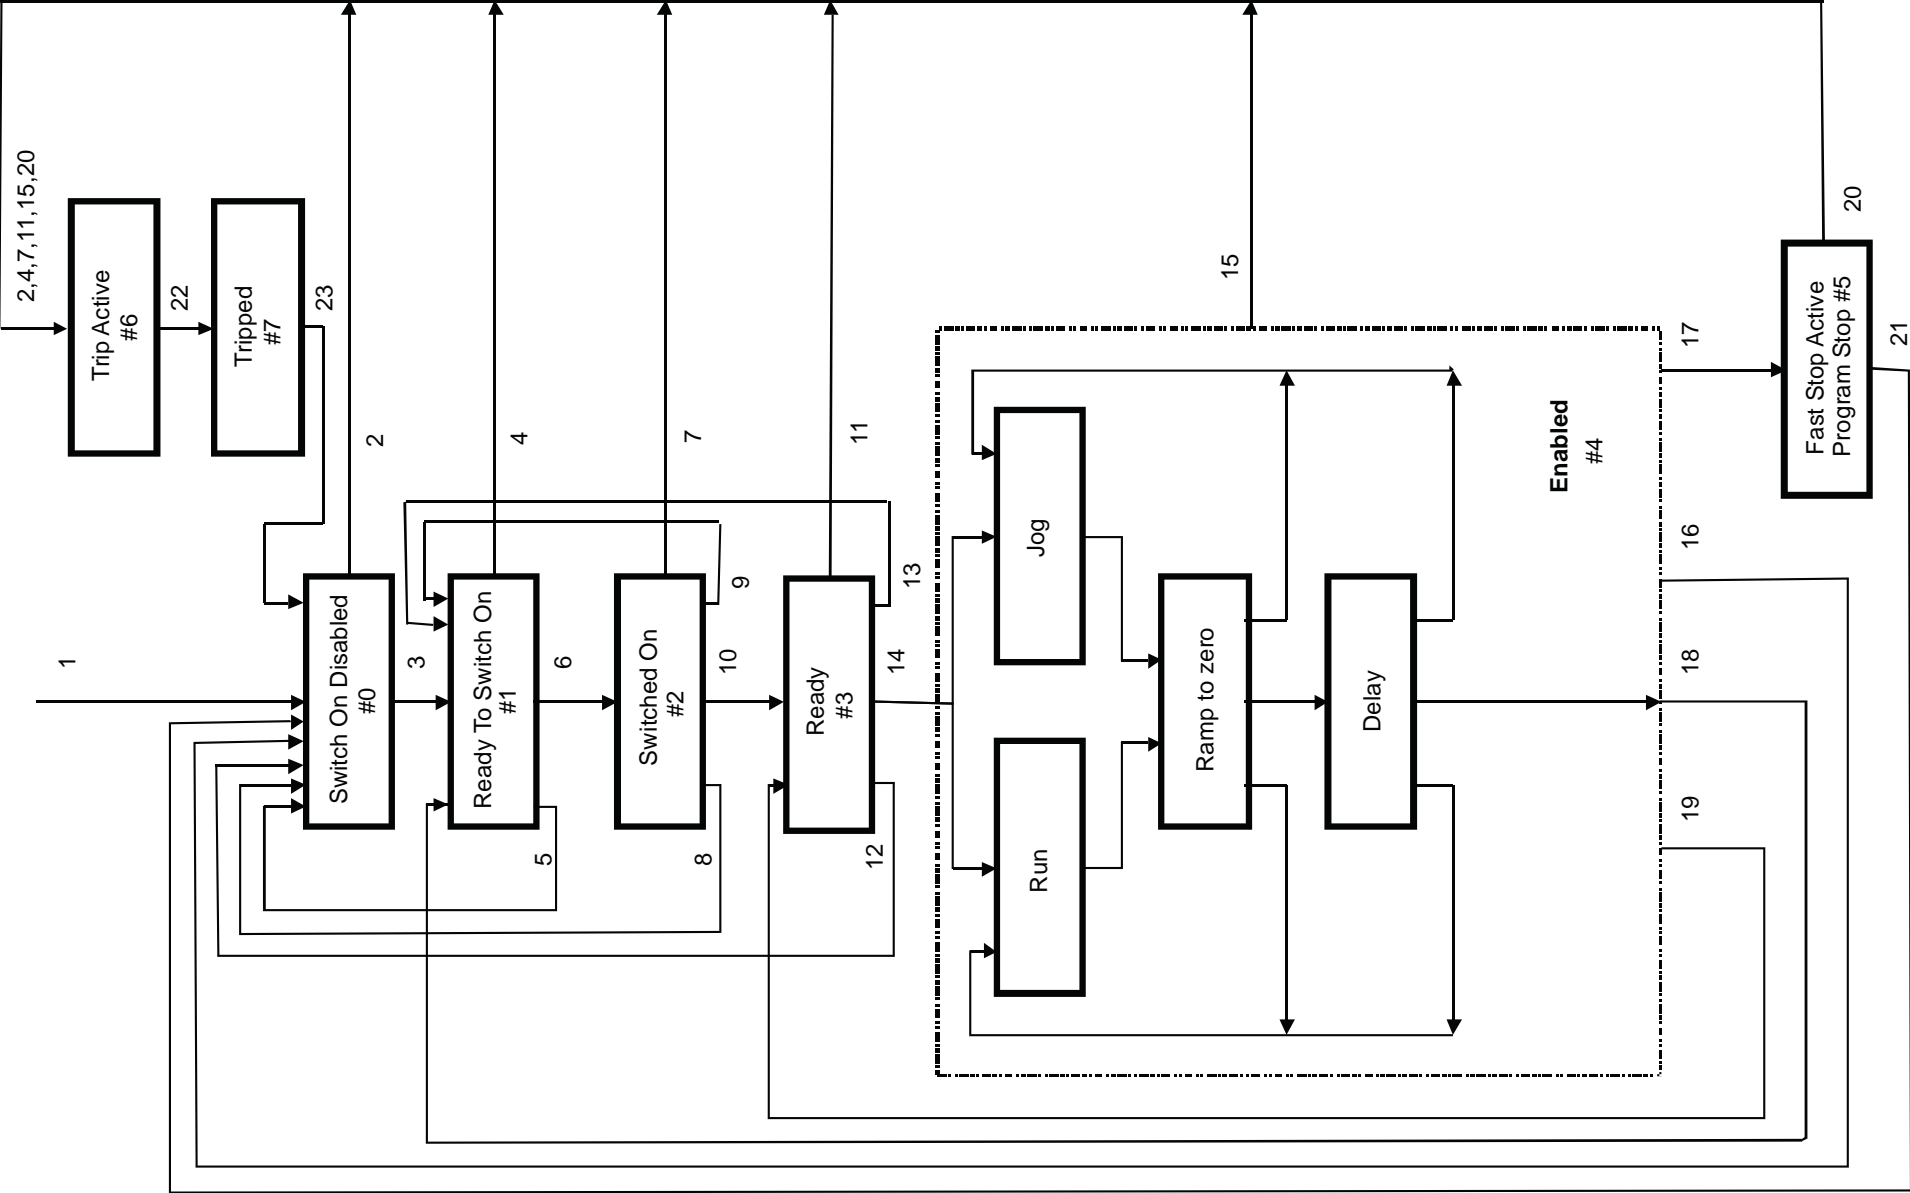 2,4,7,11,15,20
Trip Active
#6
22
Tripped
#7
23
1
2
Switch On Disabled
#0
3
4
Ready To Switch On
#1
5
6
7
Switched On
#2
8
9
10
11
Ready
#3
12
13
14
15
Jog
Run
Ramp to zero
Delay
Enabled
#4
16
17
18
19
Fast Stop Active
Program Stop #5
20
21